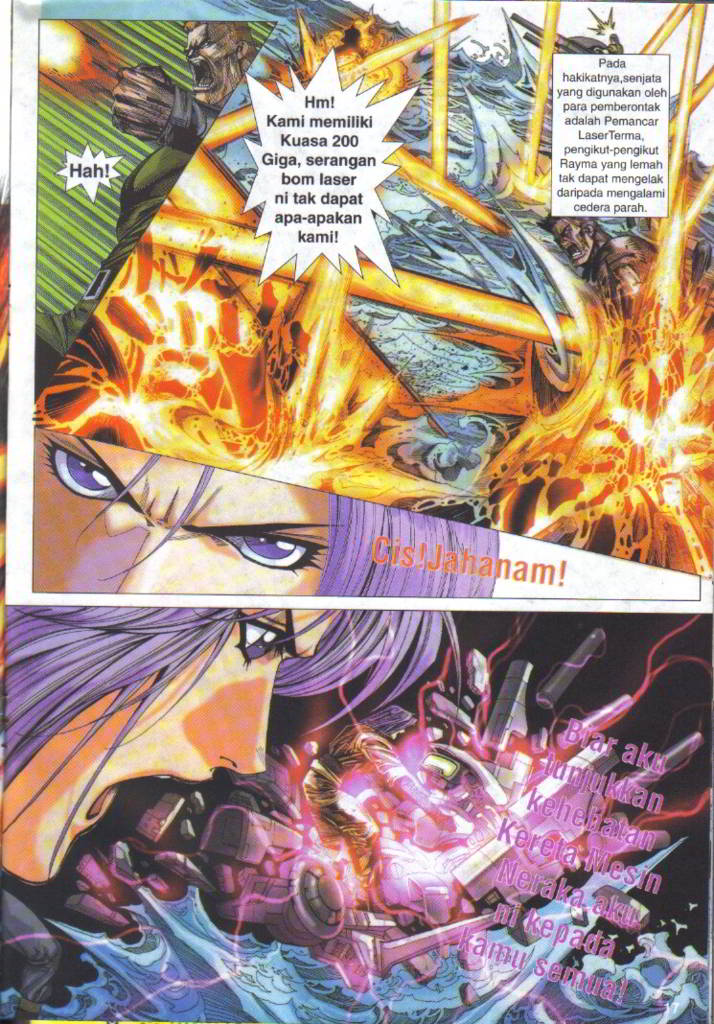 Hah!
Hm!
Kami memiliki
Kuasa 200
Giga, serangan
bom laser
ni tak dapat
apa-apakan
kami!
Pada
hakikatnya,senjata
yang digunakan oleh
para pemberontak
adalah Pemancar
LaserTerma,
pengikut-pengikut
Rayma yang lemah
tak dapat mengelak
daripada mengalami
cedera parah.
Cis!Jahanam!
Biar aku
tunjukkan
kehebatan
Kereta Mesin
Neraka aku
ni kepada
kamu semua!
17